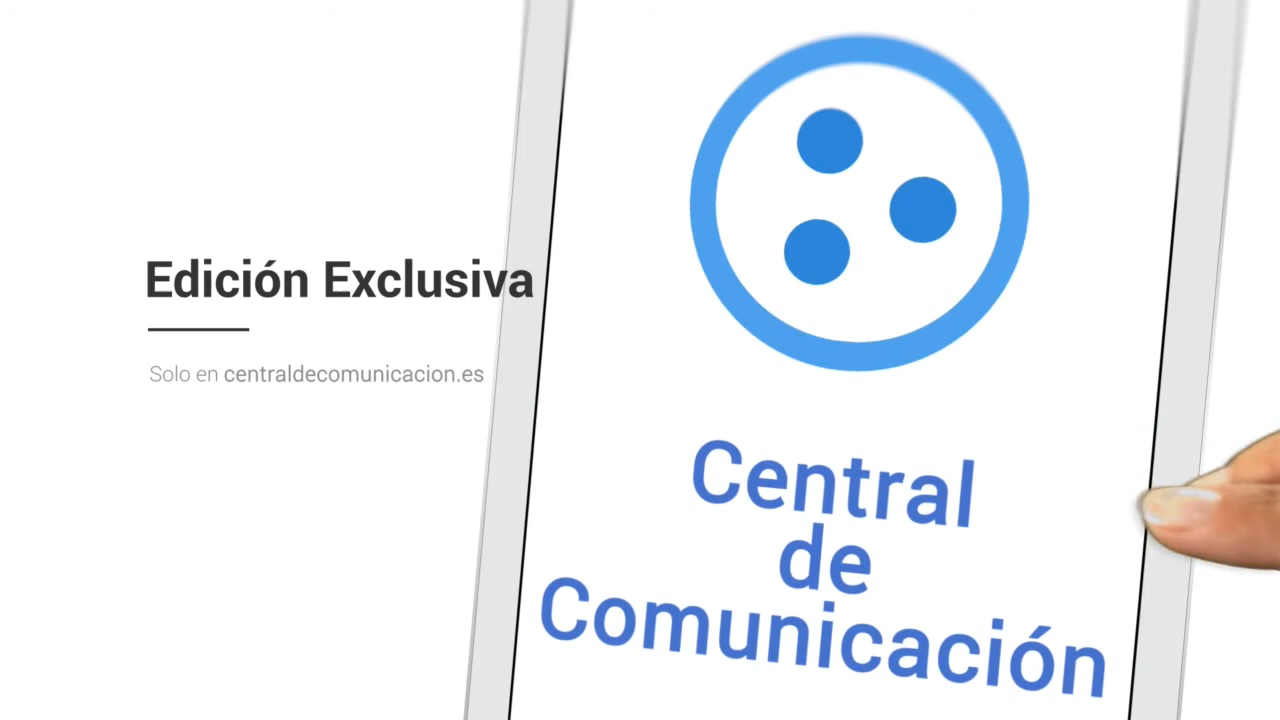 Edición Exclusiva
Solo en centraldecomunicacion.es
Central
de
Comunicación